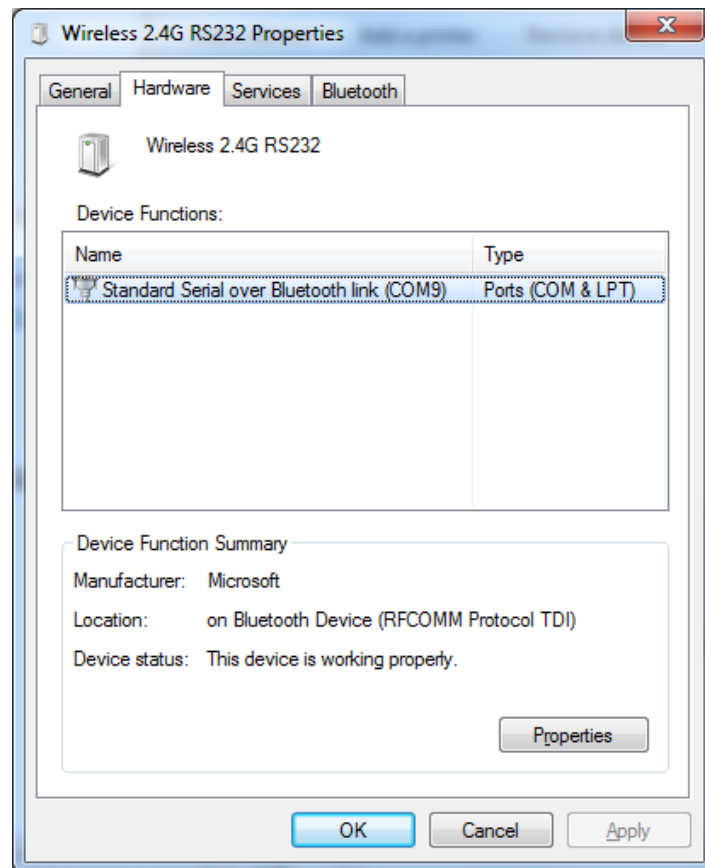 Wireless 2.4G RS232 Properties
General Hardware Services Bluetooth
Wireless 2.4G RS232
Device Functions:
Name Type
Standard Serial over Bluetooth link (COM9) Ports (COM & LPT)
Device Function Summary
Manufacturer: Microsoft
Location: on Bluetooth Device (RFCOMM Protocol TDI)
Device status: This device is working properly.
Properties
OK Cancel Apply